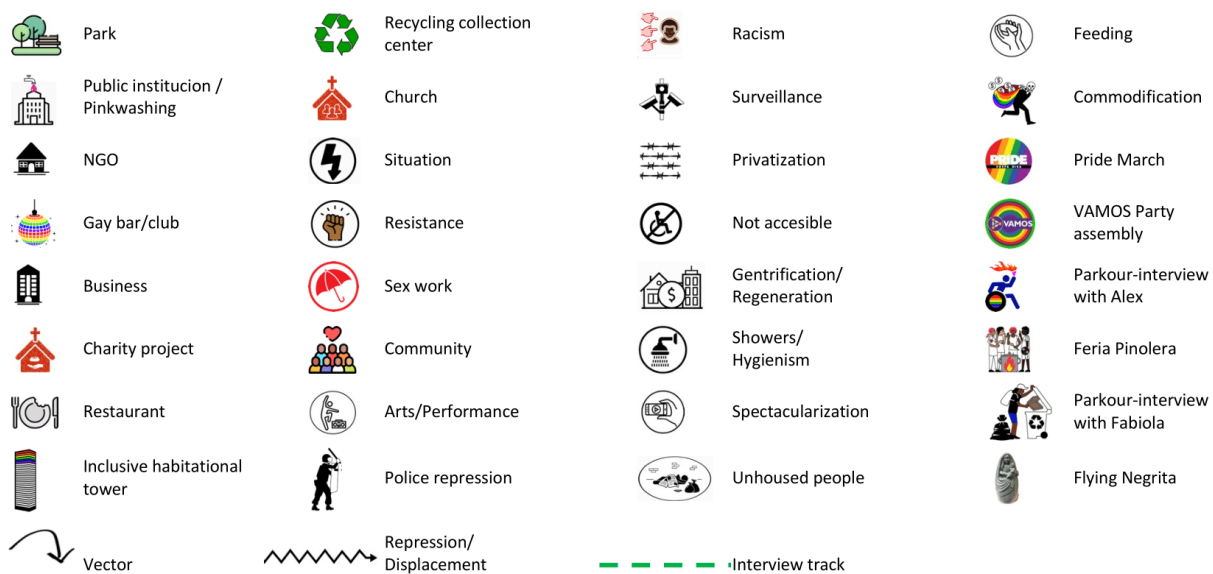 Park
Recycling collection
center
Racism
Feeding
Public institucion /
Pinkwashing
Church
Surveillance
Commodification
NGO
Situation
Privatization
PRIDE
Pride March
Gay bar/club
Resistance
Not accesible
VAMOS
VAMOS Party
assembly
Business
Sex work
$
Gentrification/
Regeneration
Parkour-interview
with Alex
Charity project
Community
Showers/
Hygienism
Feria Pinolera
Restaurant
Arts/Performance
Spectacularization
Parkour-interview
with Fabiola
Inclusive habitational
tower
Police repression
Unhoused people
Flying Negrita
Vector
Repression/
Displacement
Interview track